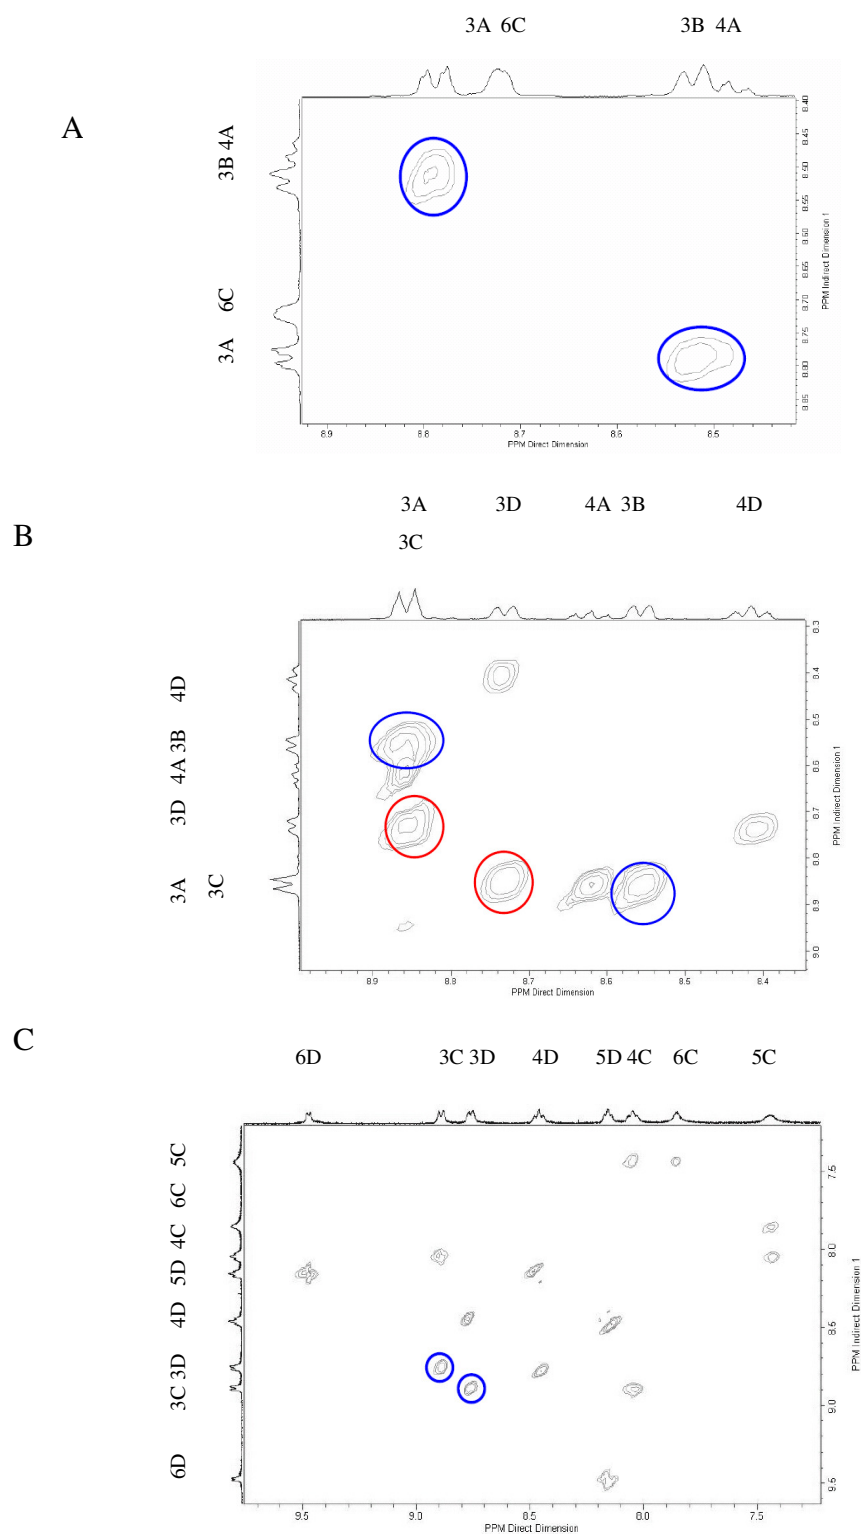 3A 6C 3B 4A
A
3B 4A
6C
3A
8.40
8.45
8.50
8.55
8.60
8.65
8.70
8.75
8.80
8.85
PPM Indirect Dimension 1
8.9 8.8 8.7 8.6 8.5
PPM Direct Dimension
3A 3D 4A 3B 4D
B
3C
4D
4A 3B
3D
3A 3C
8.3
8.4
8.5
8.6
8.7
8.8
8.9
9.0
PPM Indirect Dimension 1
8.9 8.8 8.7 8.6 8.5 8.4
PPM Direct Dimension
C
6D 3C 3D 4D 5D 4C 6C 5C
5C
6C
4C
5D
4D
3C 3D
6D
7.5
8.0
8.5
9.0
9.5
PPM Indirect Dimension 1
9.5 9.0 8.5 8.0 7.5
PPM Direct Dimension